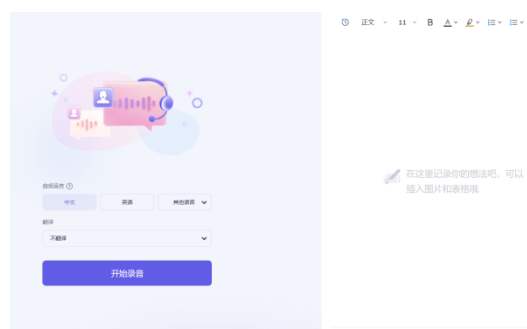 正文 11 B A
音频语言
中文 英语 其他语言
翻译
不翻译
开始录音
在这里记录你的想法吧，可以
插入图片和表格哦